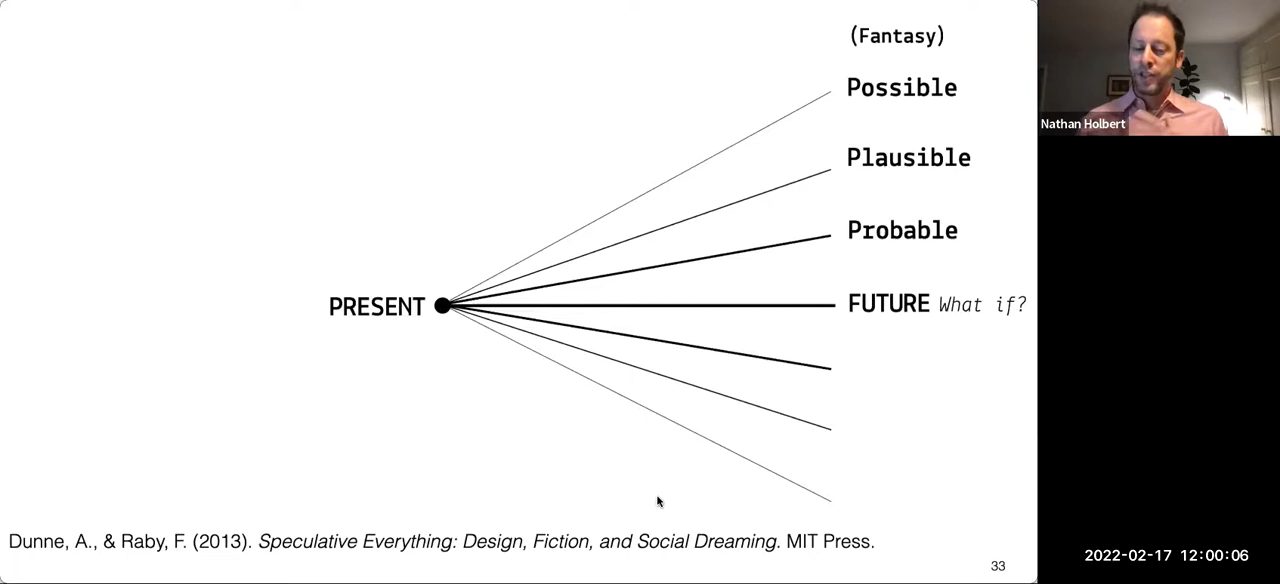 (Fantasy)
Possible
Plausible
Probable
PRESENT
FUTURE What if?
Dunne, A., & Raby, F. (2013). Speculative Everything: Design, Fiction, and Social Dreaming. MIT Press.
33
Nathan Holbert
2022-02-17 12:00:06